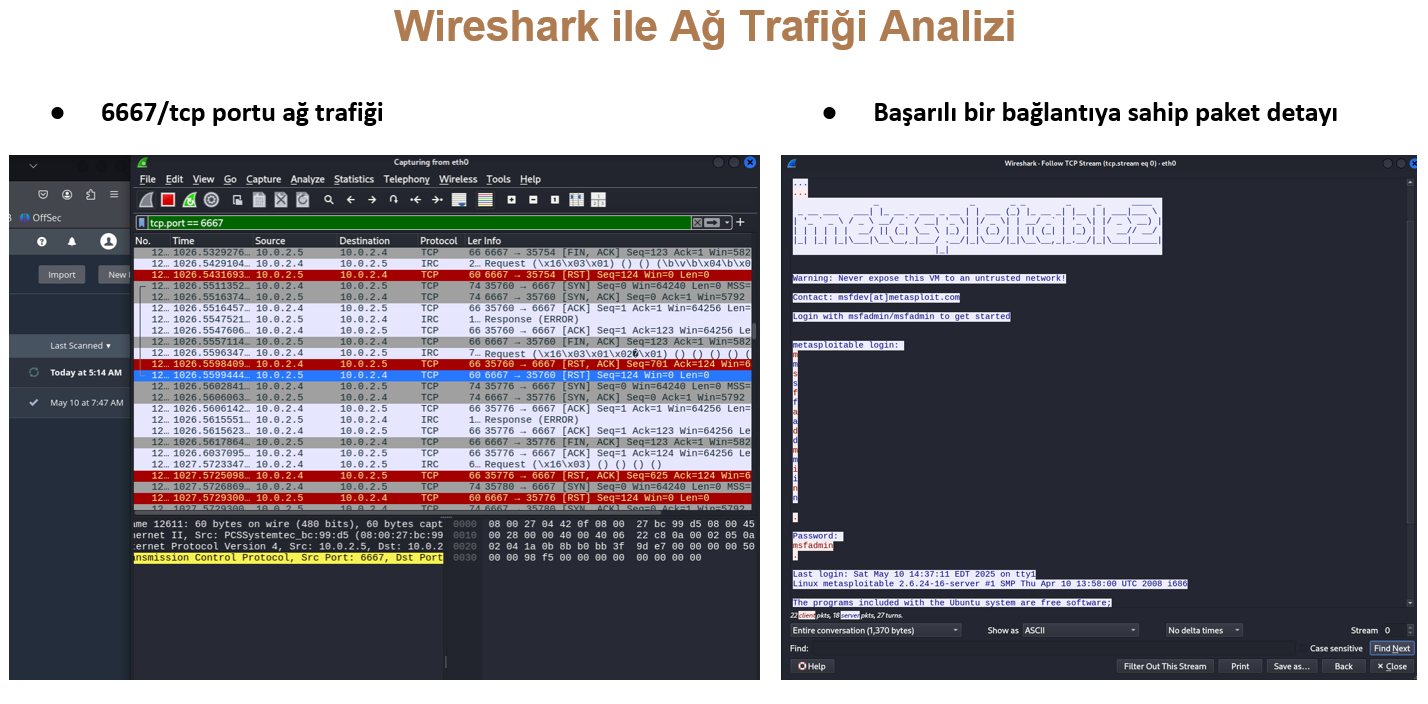 Wireshark ile Ağ Trafiği Analizi
● 6667/tcp portu ağ trafiği
● Başarılı bir bağlantıya sahip paket detayı
OffSec
Import
New
Last Scanned ▾
Today at 5:14 AM
May 10 at 7:47 AM
Capturing from eth0
File Edit View Go Capture Analyze Statistics Telephony Wireless Tools Help
tcp.port == 6667
No. Time Source Destination Protocol Ler Info
12… 1026.5329276… 10.0.2.5 10.0.2.4 TCP 66 6667 → 35754 [FIN, ACK] Seq=123 Ack=1 Win=582
12… 1026.5429104… 10.0.2.4 10.0.2.5 IRC 2… Request (\x16\x03\x01) () () (\b\v\b\x04\b\x0
12… 1026.5431693… 10.0.2.5 10.0.2.4 TCP 60 6667 → 35754 [RST] Seq=124 Win=0 Len=0
12… 1026.5511352… 10.0.2.4 10.0.2.5 TCP 74 35760 → 6667 [SYN] Seq=0 Win=64240 Len=0 MSS=
12… 1026.5516374… 10.0.2.5 10.0.2.4 TCP 74 6667 → 35760 [SYN, ACK] Seq=0 Ack=1 Win=5792
12… 1026.5516457… 10.0.2.4 10.0.2.5 TCP 66 35760 → 6667 [ACK] Seq=1 Ack=1 Win=64256 Len=
12… 1026.5547521… 10.0.2.5 10.0.2.4 IRC 1… Response (ERROR)
12… 1026.5547606… 10.0.2.4 10.0.2.5 TCP 66 35760 → 6667 [ACK] Seq=1 Ack=123 Win=64256 Le
12… 1026.5557114… 10.0.2.5 10.0.2.4 TCP 66 6667 → 35760 [FIN, ACK] Seq=123 Ack=1 Win=582
12… 1026.5596347… 10.0.2.4 10.0.2.5 IRC 7… Request (\x16\x03\x01\x02�\x01) () () () () (
12… 1026.5598409… 10.0.2.4 10.0.2.5 TCP 66 35760 → 6667 [RST, ACK] Seq=701 Ack=124 Win=6
12… 1026.5599444… 10.0.2.5 10.0.2.4 TCP 60 6667 → 35760 [RST] Seq=124 Win=0 Len=0
12… 1026.5602841… 10.0.2.4 10.0.2.5 TCP 74 35776 → 6667 [SYN] Seq=0 Win=64240 Len=0 MSS=
12… 1026.5606063… 10.0.2.5 10.0.2.4 TCP 74 6667 → 35776 [SYN, ACK] Seq=0 Ack=1 Win=5792
12… 1026.5606142… 10.0.2.4 10.0.2.5 TCP 66 35776 → 6667 [ACK] Seq=1 Ack=1 Win=64256 Len=
12… 1026.5615551… 10.0.2.5 10.0.2.4 IRC 1… Response (ERROR)
12… 1026.5615623… 10.0.2.4 10.0.2.5 TCP 66 35776 → 6667 [ACK] Seq=1 Ack=123 Win=64256 Le
12… 1026.5617864… 10.0.2.5 10.0.2.4 TCP 66 6667 → 35776 [FIN, ACK] Seq=123 Ack=1 Win=582
12… 1026.6037095… 10.0.2.4 10.0.2.5 TCP 66 35776 → 6667 [ACK] Seq=1 Ack=124 Win=64256 Le
12… 1027.5723347… 10.0.2.4 10.0.2.5 IRC 6… Request (\x16\x03) () () () ()
12… 1027.5725098… 10.0.2.4 10.0.2.5 TCP 66 35776 → 6667 [RST, ACK] Seq=625 Ack=124 Win=6
12… 1027.5726869… 10.0.2.4 10.0.2.5 TCP 74 35780 → 6667 [SYN] Seq=0 Win=64240 Len=0 MSS=
12… 1027.5729300… 10.0.2.5 10.0.2.4 TCP 60 6667 → 35776 [RST] Seq=124 Win=0 Len=0
ame 12611: 60 bytes on wire (480 bits), 60 bytes capt
hernet II, Src: PCSSystemtec_bc:99:d5 (08:00:27:bc:99
ternet Protocol Version 4, Src: 10.0.2.5, Dst: 10.0.2
ansmission Control Protocol, Src Port: 6667, Dst Port
0000 08 00 27 04 42 0f 08 00 27 bc 99 d5 08 00 45
0010 00 28 00 00 40 00 40 06 22 c8 0a 00 02 05 0a
0020 02 04 1a 0b 8b b0 bb 3f 9d e7 00 00 00 00 50
0030 00 00 98 f5 00 00 00 00 00 00 00 00
Wireshark · Follow TCP Stream (tcp.stream eq 0) · eth0
...
...
metasploitable2
Warning: Never expose this VM to an untrusted network!
Contact: msfdev[at]metasploit.com
Login with msfadmin/msfadmin to get started
metasploitable login:
m
m
s
s
f
f
a
a
d
d
m
m
i
i
n
n
.
Password:
msfadmin
.
Last login: Sat May 10 14:37:11 EDT 2025 on tty1
Linux metasploitable 2.6.24-16-server #1 SMP Thu Apr 10 13:58:00 UTC 2008 i686
The programs included with the Ubuntu system are free software;
22 client pkts, 18 server pkts, 27 turns.
Entire conversation (1,370 bytes) Show as ASCII No delta times Stream 0
Find: Case sensitive Find Next
Help Filter Out This Stream Print Save as… Back × Close